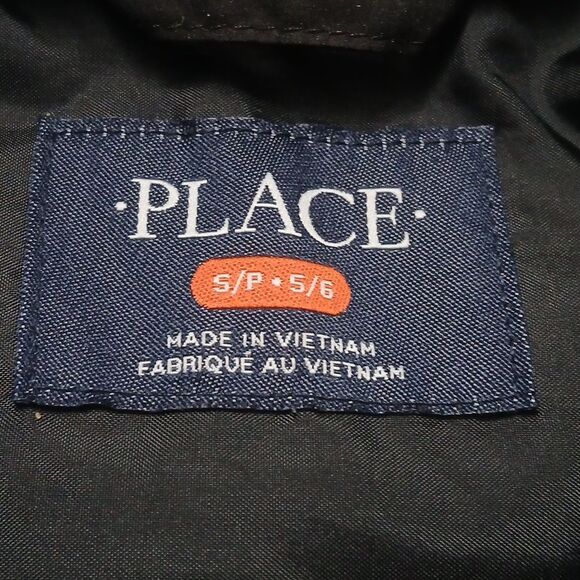 ·PLACE·
S/P • 5/6
MADE IN VIETNAM
FABRIQUÉ AU VIETNAM